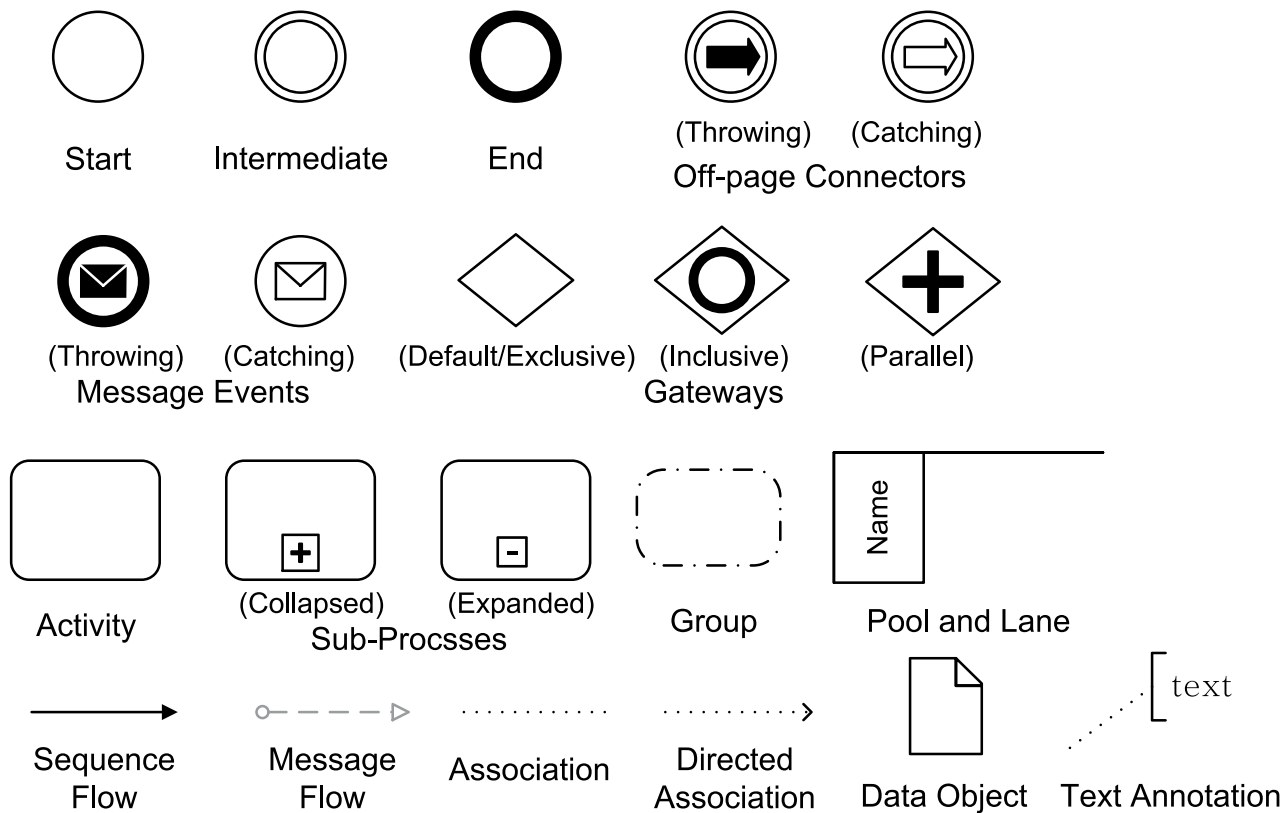 (Throwing) (Catching)
Start Intermediate End
Off-page Connectors
(Throwing) (Catching) (Default/Exclusive) (Inclusive) (Parallel)
Message Events Gateways
Name
(Collapsed) (Expanded)
Activity Sub-Procsses Group Pool and Lane
text
Sequence Message Association Directed
Flow Flow Association Data Object Text Annotation